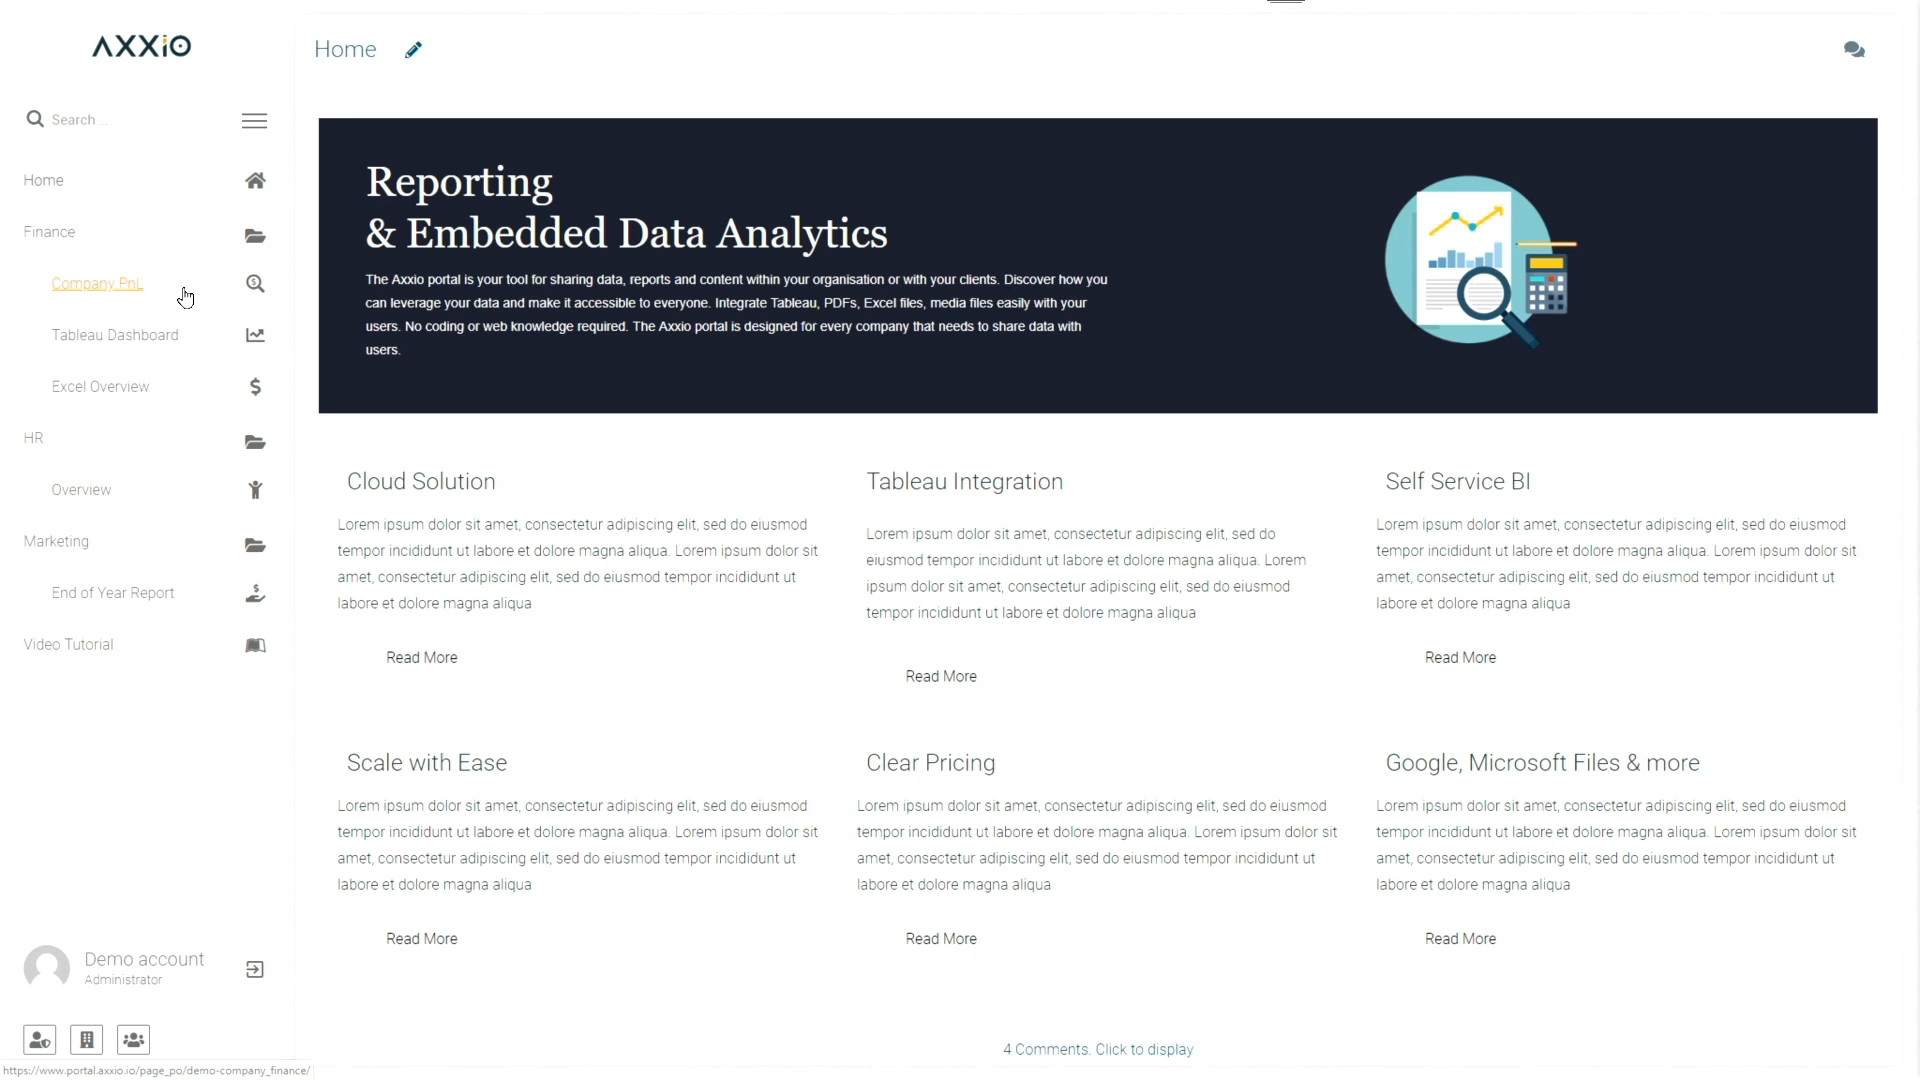 AXXiO
Home
Search ...
Home
Finance
Company PnL
Tableau Dashboard
Excel Overview
HR
Overview
Marketing
End of Year Report
Video Tutorial
Demo account
Administrator
https://www.portal.axxio.io/page_po/demo-company_finance/
Reporting
& Embedded Data Analytics
The Axxio portal is your tool for sharing data, reports and content within your organisation or with your clients. Discover how you
can leverage your data and make it accessible to everyone. Integrate Tableau, PDFs, Excel files, media files easily with your
users. No coding or web knowledge required. The Axxio portal is designed for every company that needs to share data with
users.
Cloud Solution
Lorem ipsum dolor sit amet, consectetur adipiscing elit, sed do eiusmod
tempor incididunt ut labore et dolore magna aliqua. Lorem ipsum dolor sit
amet, consectetur adipiscing elit, sed do eiusmod tempor incididunt ut
labore et dolore magna aliqua
Read More
Tableau Integration
Lorem ipsum dolor sit amet, consectetur adipiscing elit, sed do
eiusmod tempor incididunt ut labore et dolore magna aliqua. Lorem
ipsum dolor sit amet, consectetur adipiscing elit, sed do eiusmod
tempor incididunt ut labore et dolore magna aliqua
Read More
Self Service BI
Lorem ipsum dolor sit amet, consectetur adipiscing elit, sed do eiusmod
tempor incididunt ut labore et dolore magna aliqua. Lorem ipsum dolor sit
amet, consectetur adipiscing elit, sed do eiusmod tempor incididunt ut
labore et dolore magna aliqua
Read More
Scale with Ease
Lorem ipsum dolor sit amet, consectetur adipiscing elit, sed do eiusmod
tempor incididunt ut labore et dolore magna aliqua. Lorem ipsum dolor sit
amet, consectetur adipiscing elit, sed do eiusmod tempor incididunt ut
labore et dolore magna aliqua
Read More
Clear Pricing
Lorem ipsum dolor sit amet, consectetur adipiscing elit, sed do eiusmod
tempor incididunt ut labore et dolore magna aliqua. Lorem ipsum dolor sit
amet, consectetur adipiscing elit, sed do eiusmod tempor incididunt ut
labore et dolore magna aliqua
Read More
Google, Microsoft Files & more
Lorem ipsum dolor sit amet, consectetur adipiscing elit, sed do eiusmod
tempor incididunt ut labore et dolore magna aliqua. Lorem ipsum dolor sit
amet, consectetur adipiscing elit, sed do eiusmod tempor incididunt ut
labore et dolore magna aliqua
Read More
4 Comments. Click to display